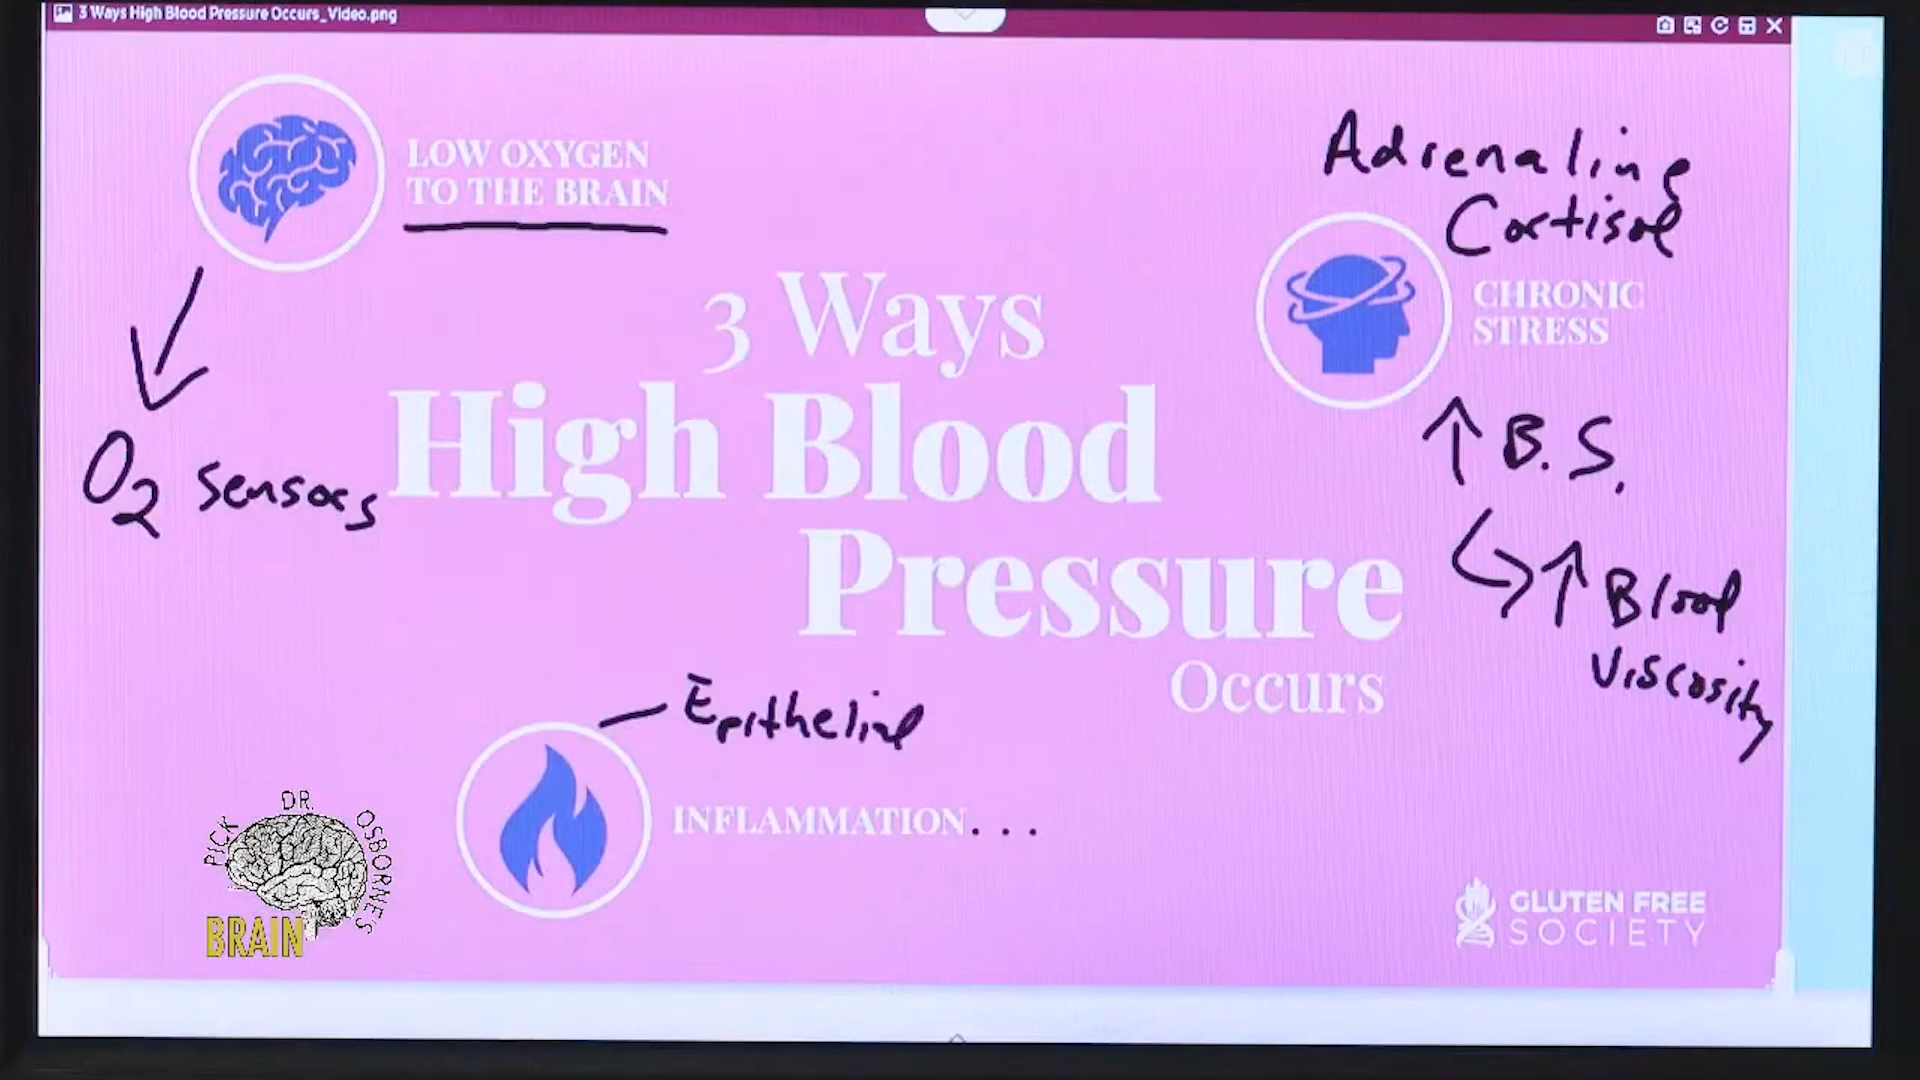 3 Ways High Blood Pressure Occurs_Video.png
LOW OXYGEN
TO THE BRAIN
O2 Sensors
3 Ways
High Blood
Pressure
Occurs
Adrenaline
Cortisol
CHRONIC
STRESS
↑ B.S.
↑ Blood
Viscosity
Epithelial
INFLAMMATION...
PICK DR. OSBORNE'S
BRAIN
GLUTEN FREE
SOCIETY